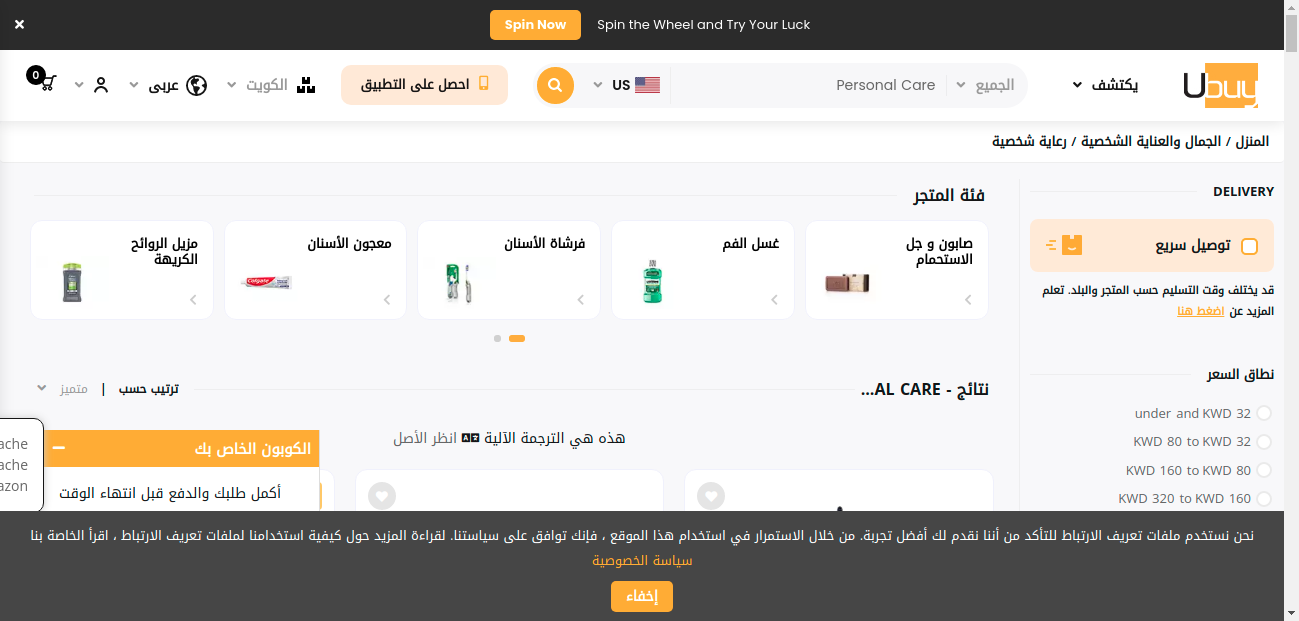 Spin the Wheel and Try Your Luck
Spin Now
Ubuy
يكتشف
الجميع
Personal Care
US
احصل على التطبيق
الكويت
عربى
0
المنزل / الجمال والعناية الشخصية / رعاية شخصية
DELIVERY
توصيل سريع
قد يختلف وقت التسليم حسب المتجر والبلد. تعلم
المزيد عن اضغط هنا
نطاق السعر
under and KWD 32
KWD 80 to KWD 32
KWD 160 to KWD 80
KWD 320 to KWD 160
فئة المتجر
صابون و جل
الاستحمام
غسل الفم
فرشاة الأسنان
معجون الأسنان
مزيل الروائح
الكريهة
نتائج - AL CARE...
ترتيب حسب | متميز
هذه هي الترجمة الآلية انظر الأصل
الكوبون الخاص بك
أكمل طلبك والدفع قبل انتهاء الوقت
ache
ache
azon
نحن نستخدم ملفات تعريف الارتباط للتأكد من أننا نقدم لك أفضل تجربة. من خلال الاستمرار في استخدام هذا الموقع ، فإنك توافق على سياستنا. لقراءة المزيد حول كيفية استخدامنا لملفات تعريف الارتباط ، اقرأ الخاصة بنا
سياسة الخصوصية
إخفاء